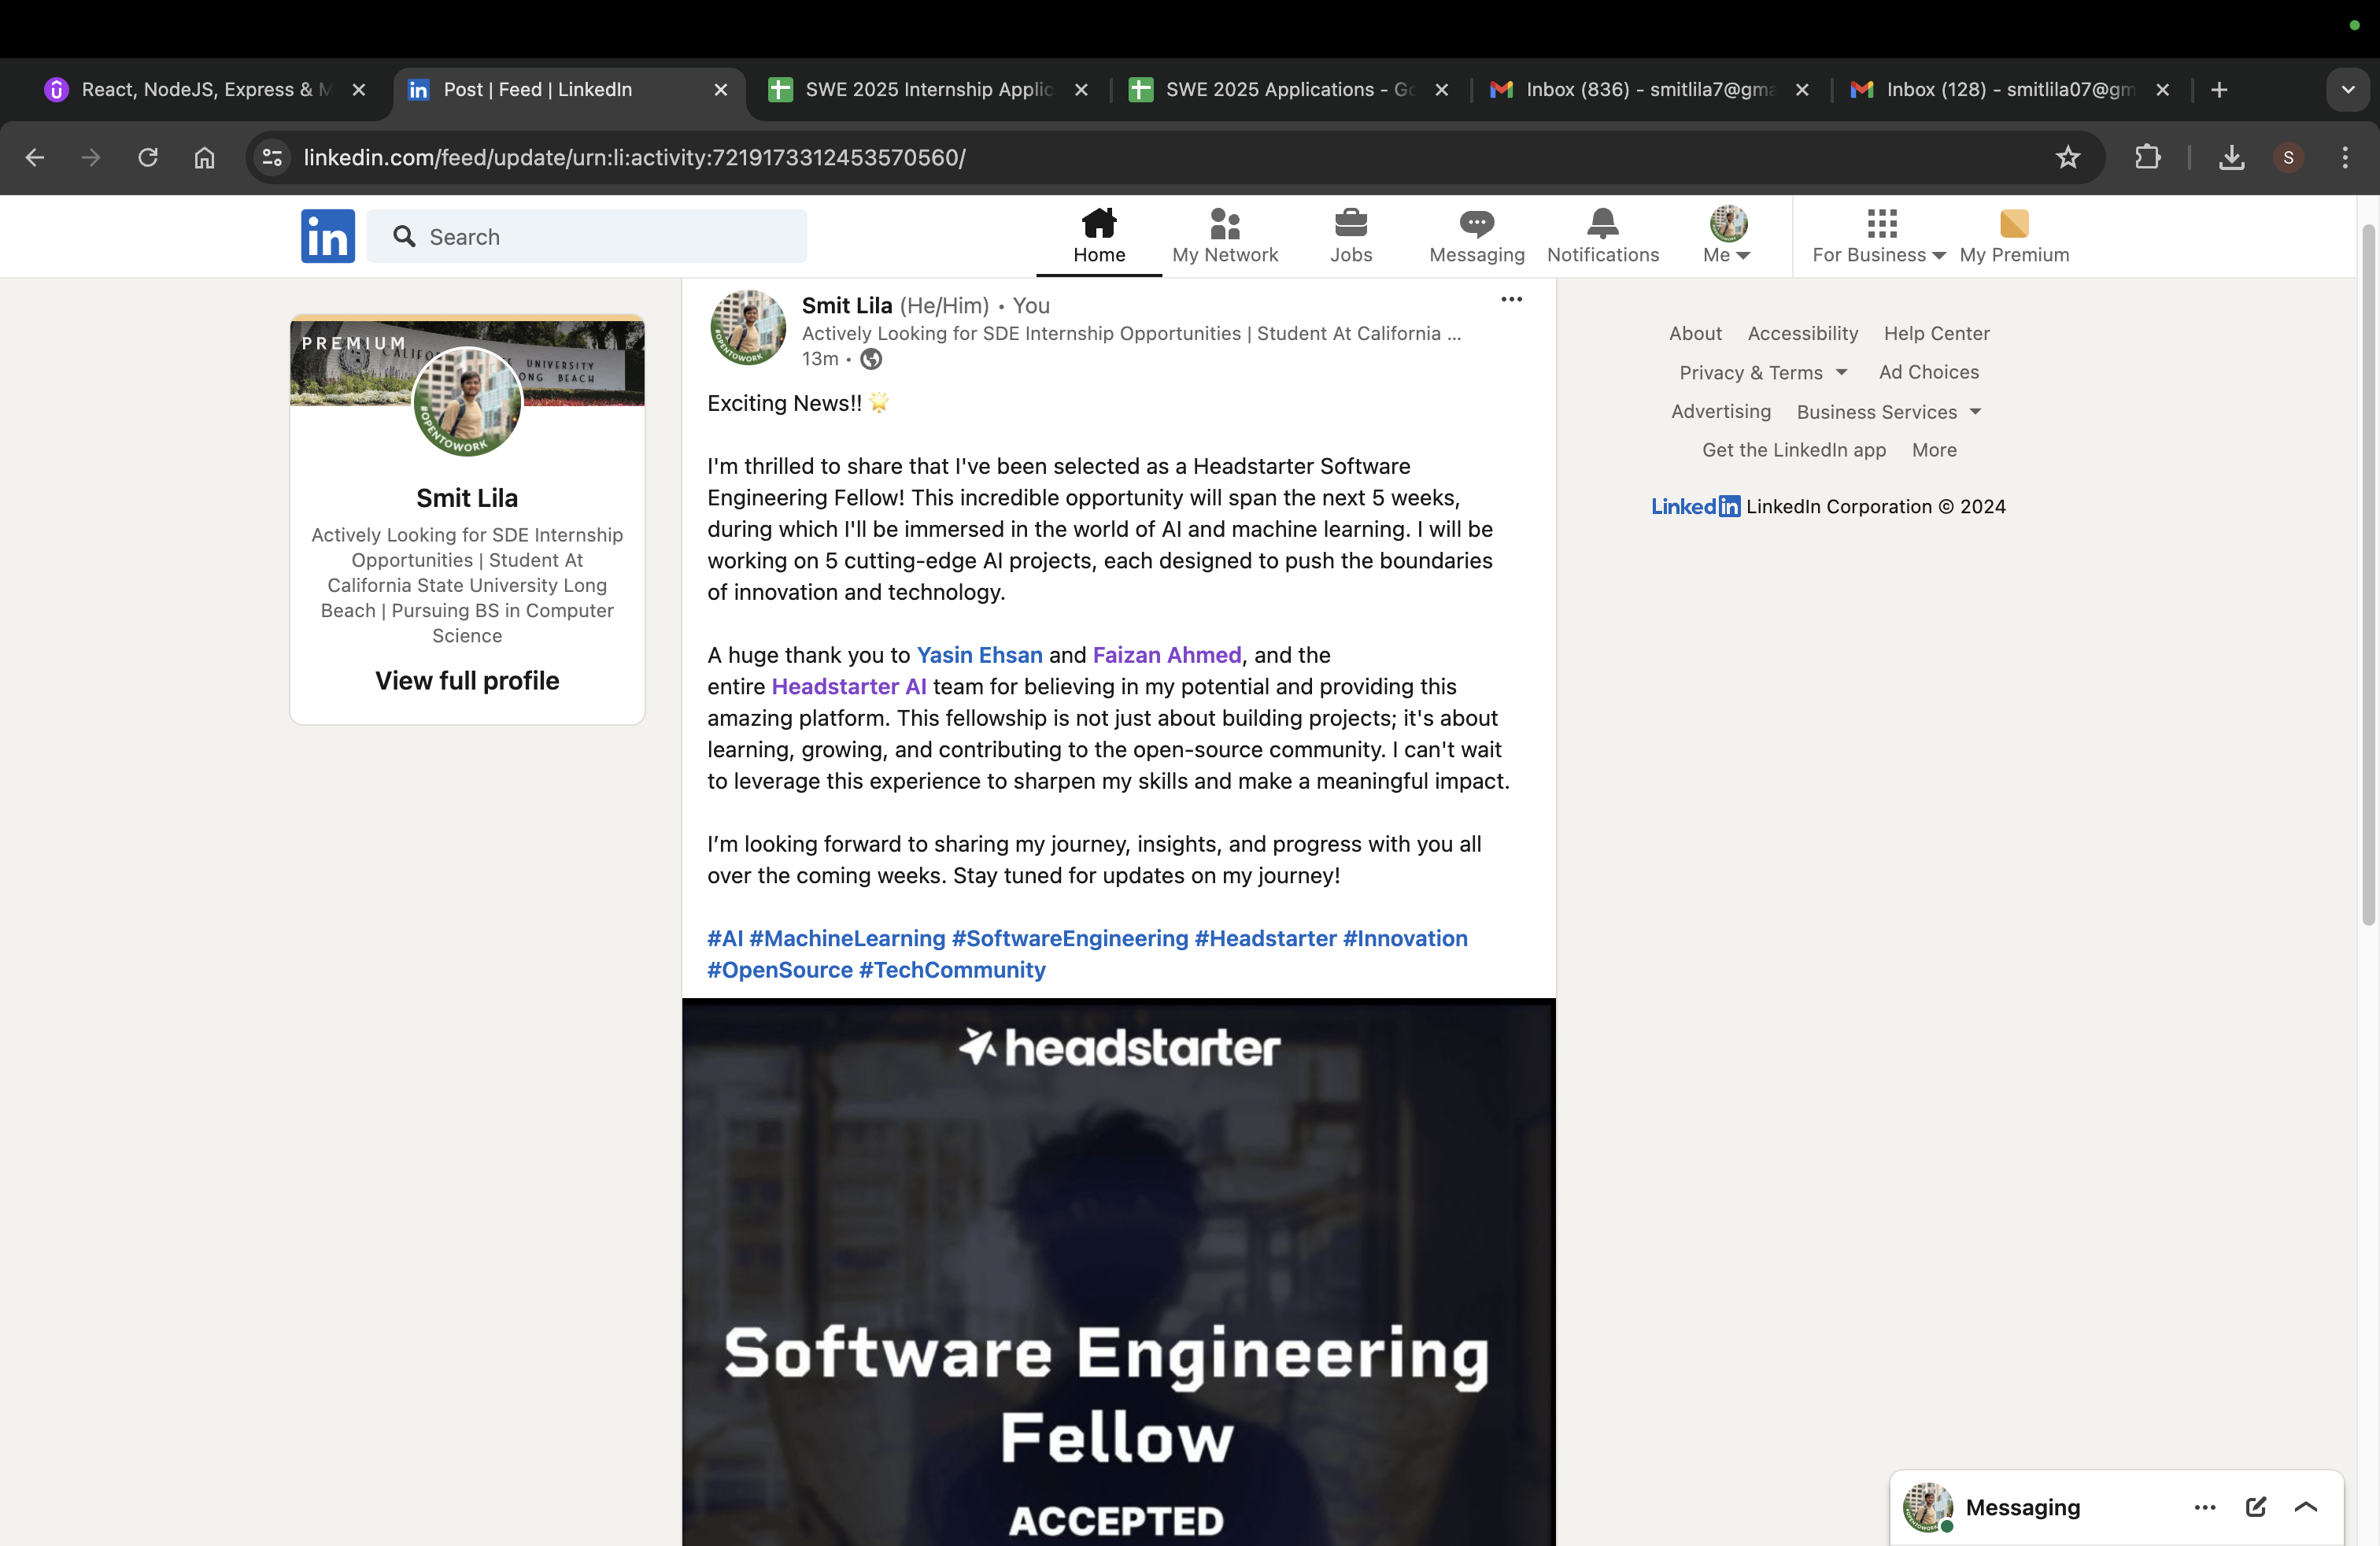 React, NodeJS, Express & M
Post | Feed | LinkedIn
SWE 2025 Internship Applic
SWE 2025 Applications - Go
Inbox (836) - smitlila7@gma
Inbox (128) - smitlila07@gm
linkedin.com/feed/update/urn:li:activity:7219173312453570560/
S
in
Search
Home
My Network
Jobs
Messaging
Notifications
Me
For Business
My Premium
PREMIUM
UNIVERSITY
LONG BEACH
#OPENTOWORK
Smit Lila
Actively Looking for SDE Internship
Opportunities | Student At
California State University Long
Beach | Pursuing BS in Computer
Science
View full profile
Smit Lila (He/Him) • You
Actively Looking for SDE Internship Opportunities | Student At California ...
13m •
Exciting News!! 🌟
I'm thrilled to share that I've been selected as a Headstarter Software
Engineering Fellow! This incredible opportunity will span the next 5 weeks,
during which I'll be immersed in the world of AI and machine learning. I will be
working on 5 cutting-edge AI projects, each designed to push the boundaries
of innovation and technology.
A huge thank you to Yasin Ehsan and Faizan Ahmed, and the
entire Headstarter AI team for believing in my potential and providing this
amazing platform. This fellowship is not just about building projects; it's about
learning, growing, and contributing to the open-source community. I can't wait
to leverage this experience to sharpen my skills and make a meaningful impact.
I’m looking forward to sharing my journey, insights, and progress with you all
over the coming weeks. Stay tuned for updates on my journey!
#AI #MachineLearning #SoftwareEngineering #Headstarter #Innovation
#OpenSource #TechCommunity
headstarter
Software Engineering
Fellow
ACCEPTED
About Accessibility Help Center
Privacy & Terms Ad Choices
Advertising Business Services
Get the LinkedIn app More
LinkedIn LinkedIn Corporation © 2024
Messaging